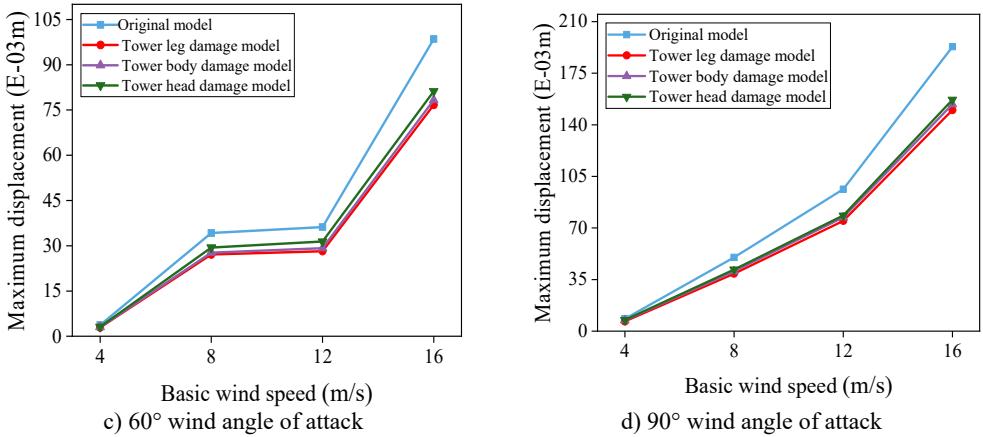 Maximum displacement (E-03m)
105
90
75
60
45
30
15
0
Original model
Tower leg damage model
Tower body damage model
Tower head damage model
4 8 12 16
Basic wind speed (m/s)
c) 60° wind angle of attack
Maximum displacement (E-03m)
210
175
140
105
70
35
0
Original model
Tower leg damage model
Tower body damage model
Tower head damage model
4 8 12 16
Basic wind speed (m/s)
d) 90° wind angle of attack